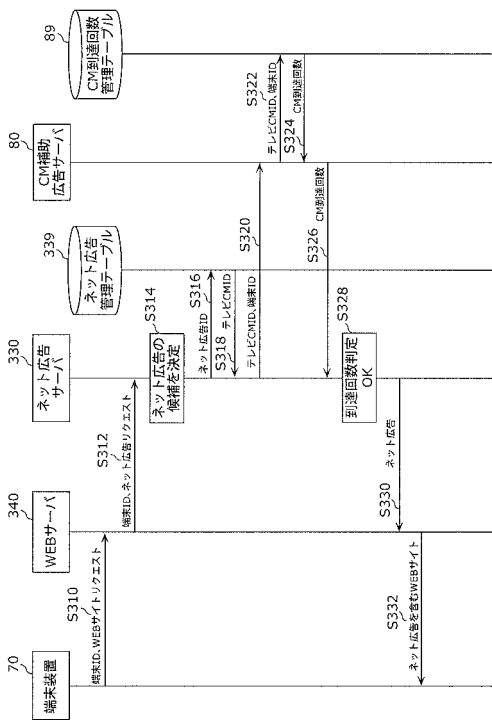 70
端末装置
340
WEBサーバ
330
ネット広告
サーバ
339
ネット広告
管理テーブル
80
CM補助
広告サーバ
89
CM到達回数
管理テーブル
S310
端末ID、WEBサイトリクエスト
S312
端末ID、ネット広告リクエスト
S314
ネット広告の
候補を決定
S316
ネット広告ID
S318
テレビCMID
S320
テレビCMID、端末ID
S322
テレビCMID、端末ID
S324
CM到達回数
S326
CM到達回数
S328
到達回数判定
OK
S330
ネット広告
S332
ネット広告を含むWEBサイト